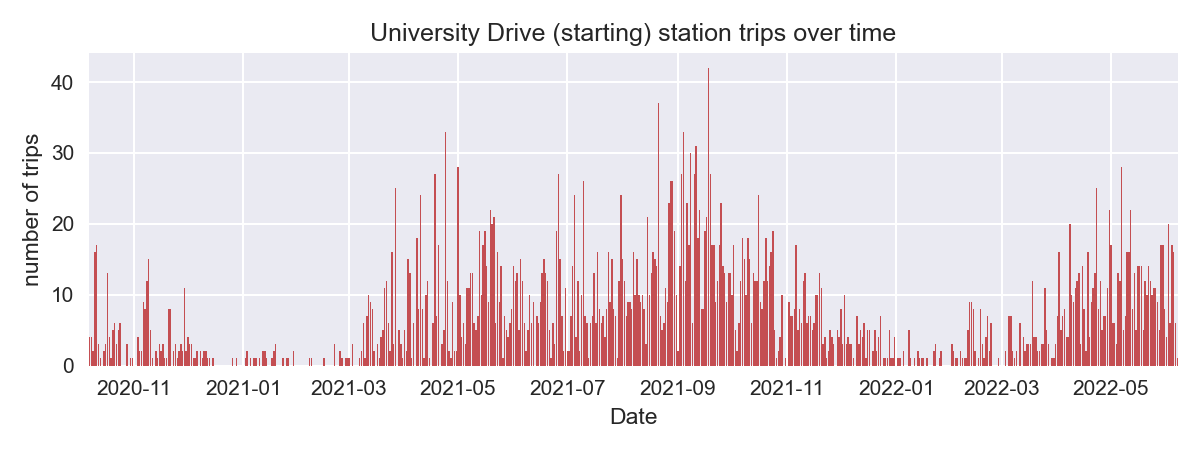 University Drive (starting) station trips over time
number of trips
40
30
20
10
0
2020-11 2021-01 2021-03 2021-05 2021-07 2021-09 2021-11 2022-01 2022-03 2022-05
Date